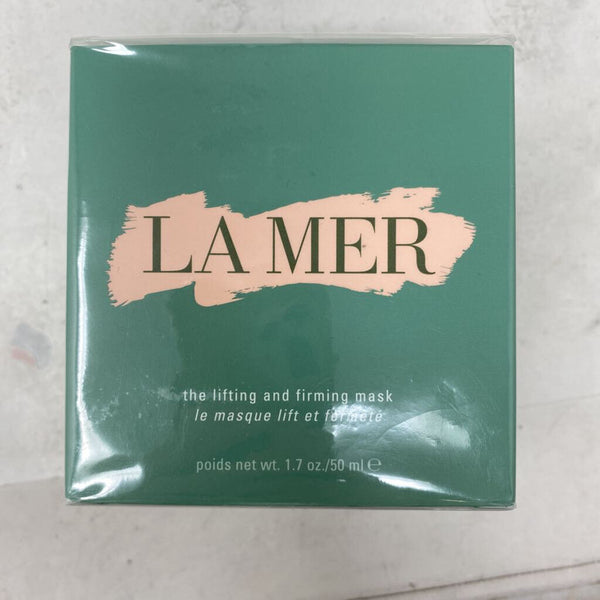 LA MER
the lifting and firming mask
le masque lift et fermeté
poids net wt. 1.7 oz./50 ml ℮